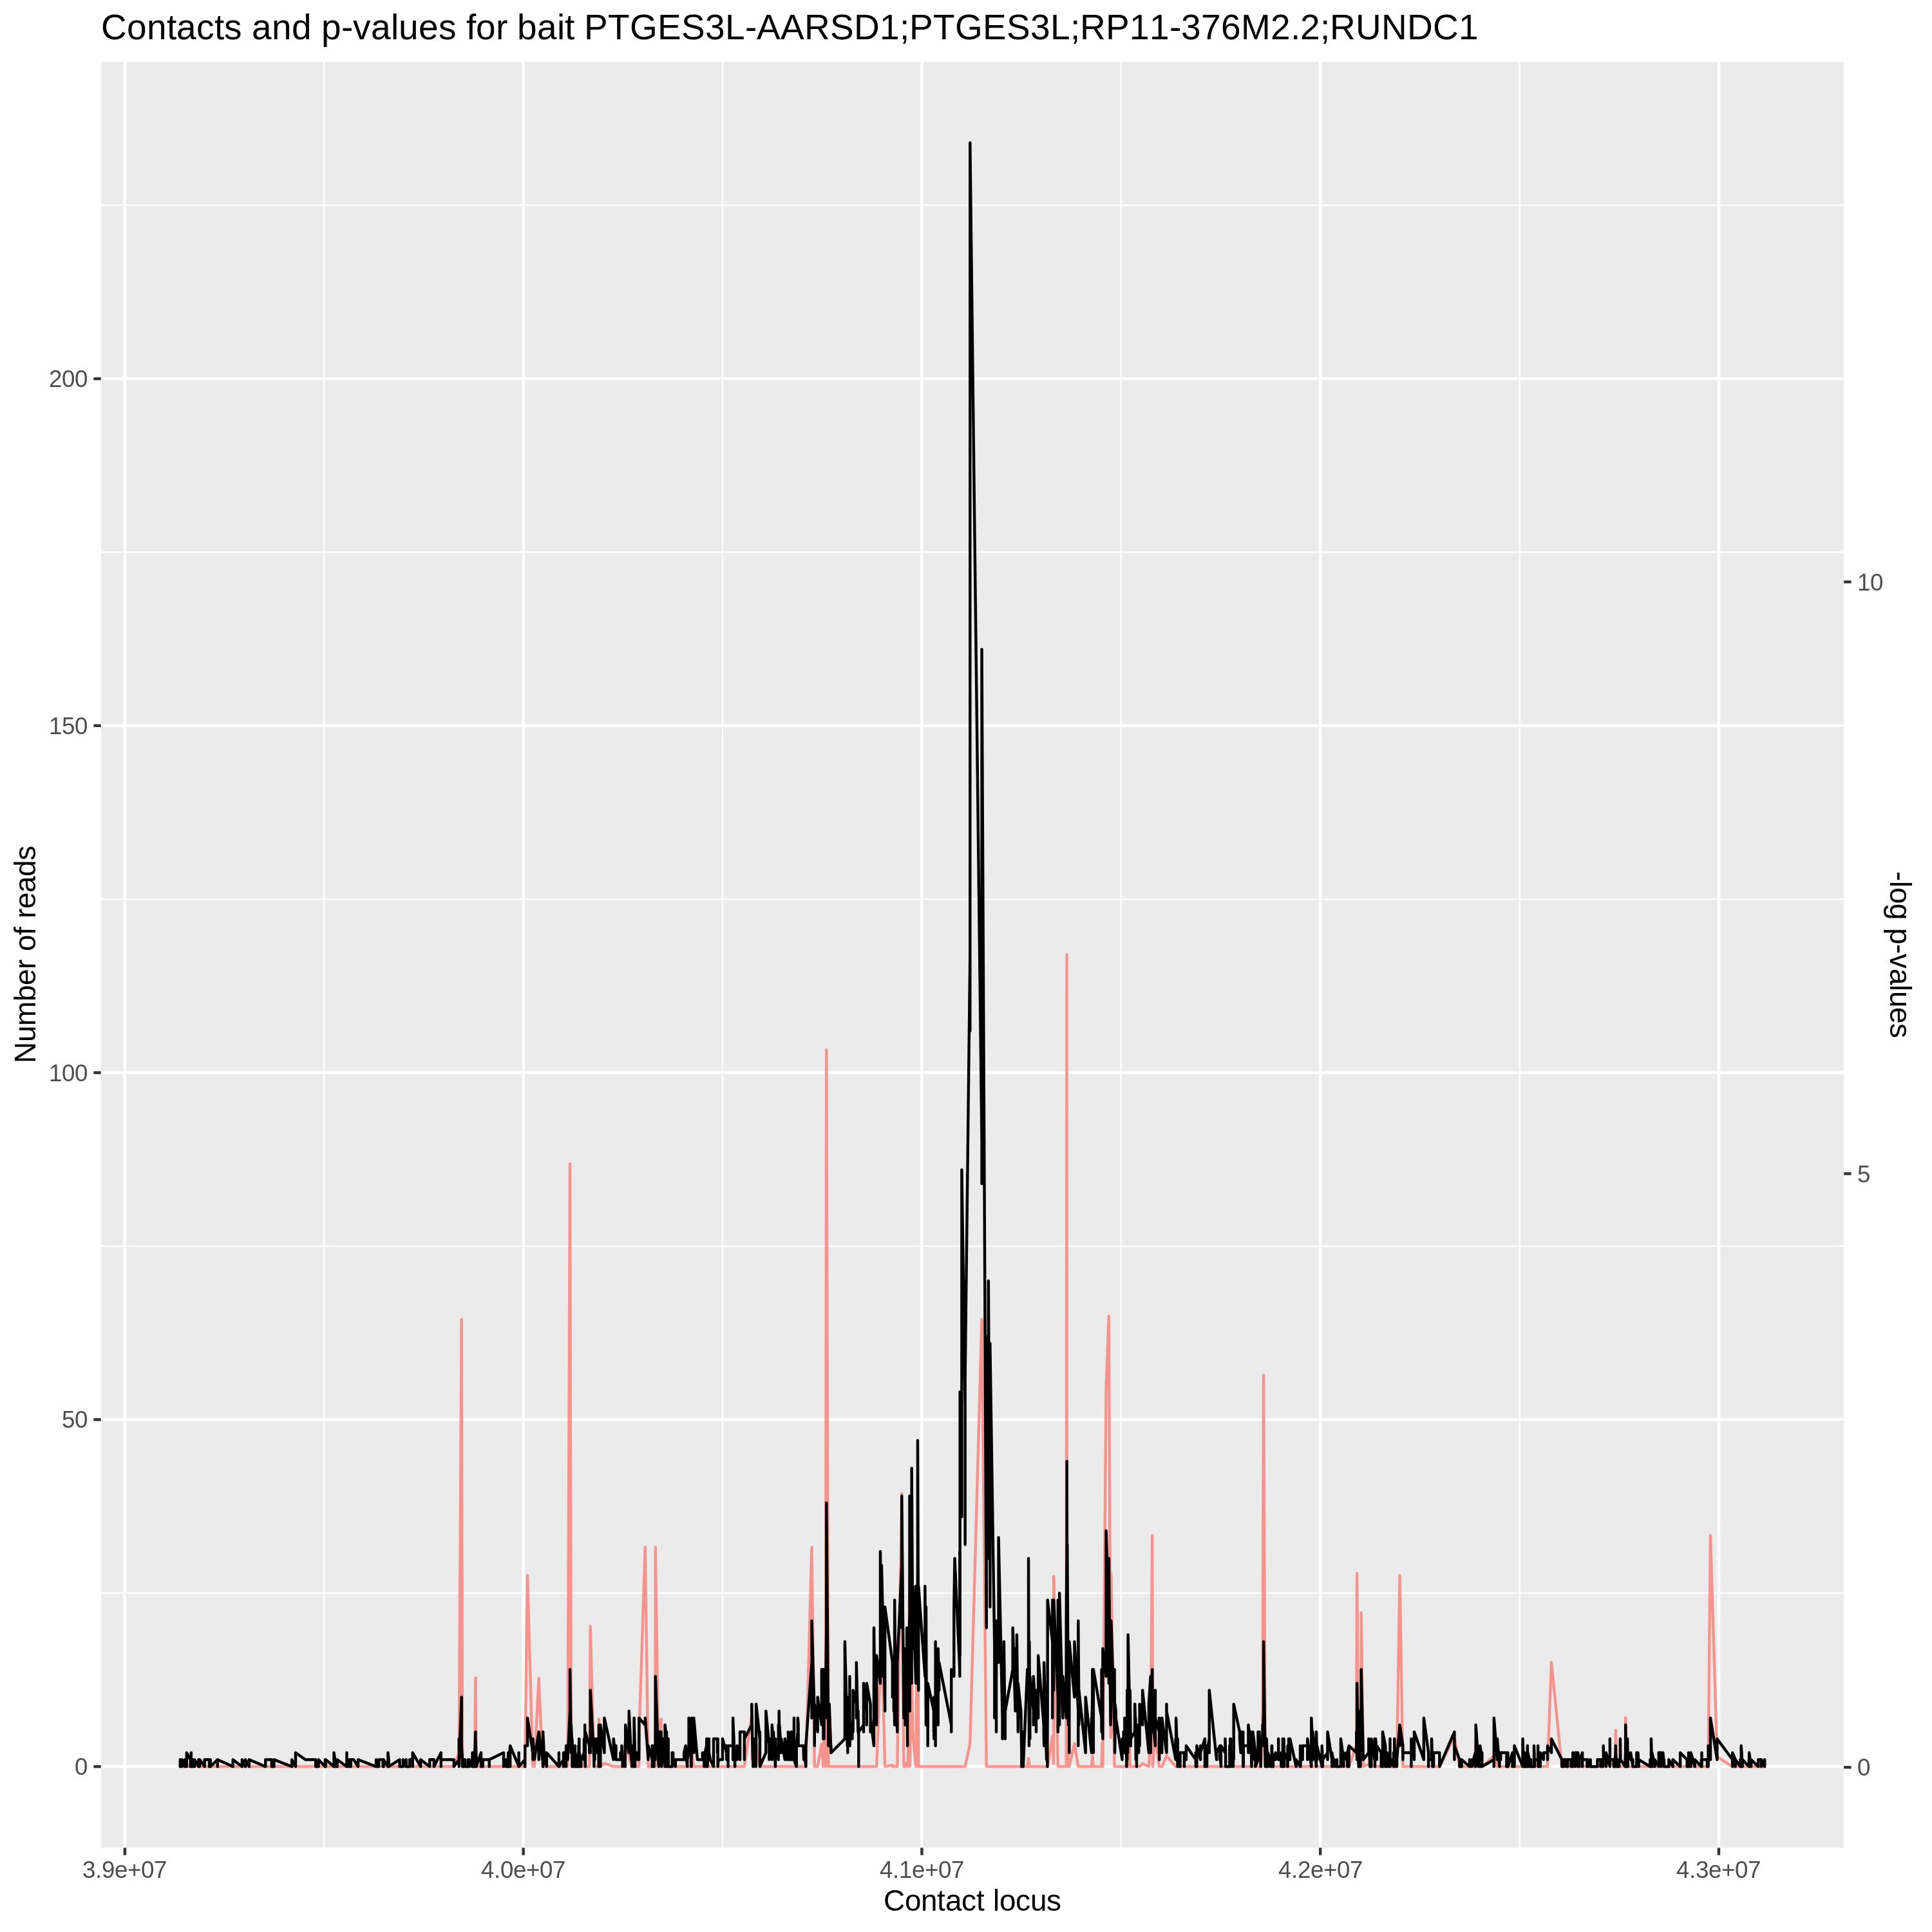 Contacts and p-values for bait PTGES3L-AARSD1;PTGES3L;RP11-376M2.2;RUNDC1
200
150
100
50
0
Number of reads
10
5
0
-log p-values
3.9e+07
4.0e+07
4.1e+07
4.2e+07
4.3e+07
Contact locus